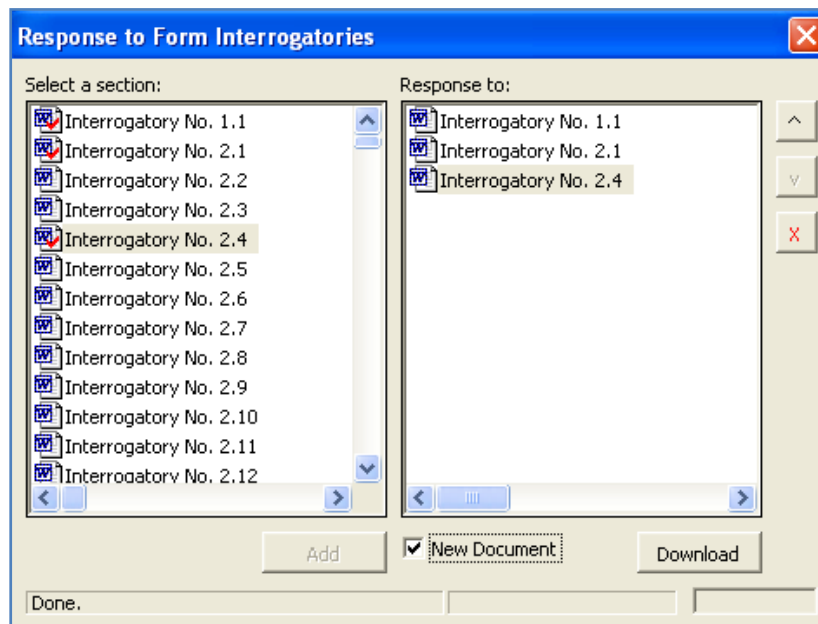 Response to Form Interrogatories
Select a section:
Interrogatory No. 1.1
Interrogatory No. 2.1
Interrogatory No. 2.2
Interrogatory No. 2.3
Interrogatory No. 2.4
Interrogatory No. 2.5
Interrogatory No. 2.6
Interrogatory No. 2.7
Interrogatory No. 2.8
Interrogatory No. 2.9
Interrogatory No. 2.10
Interrogatory No. 2.11
Interrogatory No. 2.12
Response to:
Interrogatory No. 1.1
Interrogatory No. 2.1
Interrogatory No. 2.4
^
v
X
Add
New Document
Download
Done.